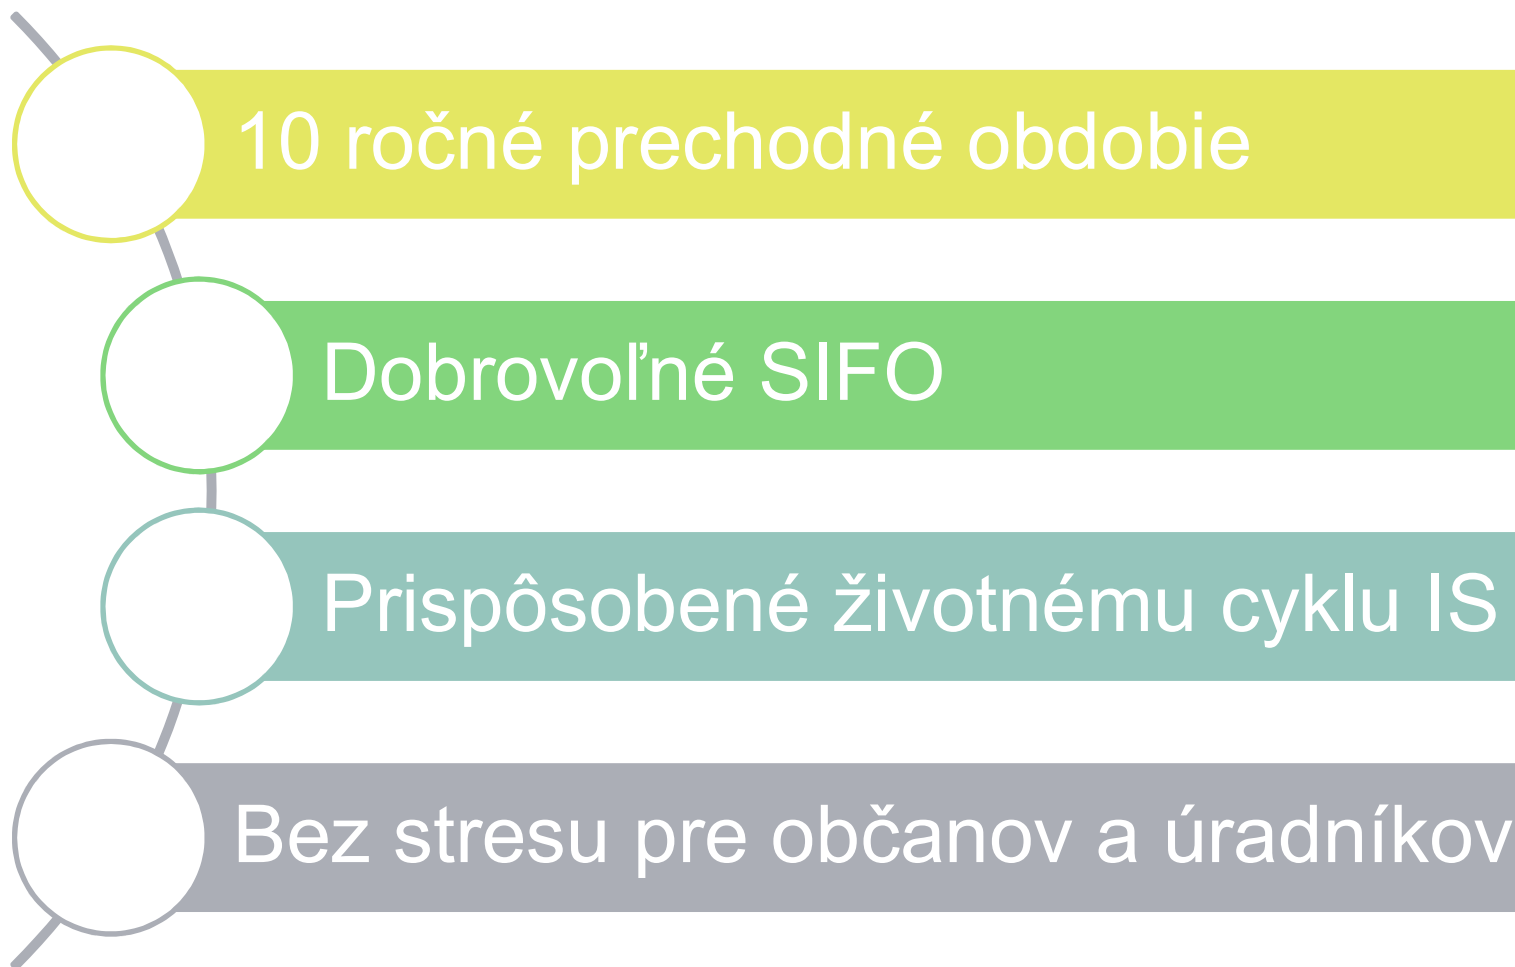 10 ročné prechodné obdobie
Dobrovoľné SIFO
Prispôsobené životnému cyklu IS
Bez stresu pre občanov a úradníkov